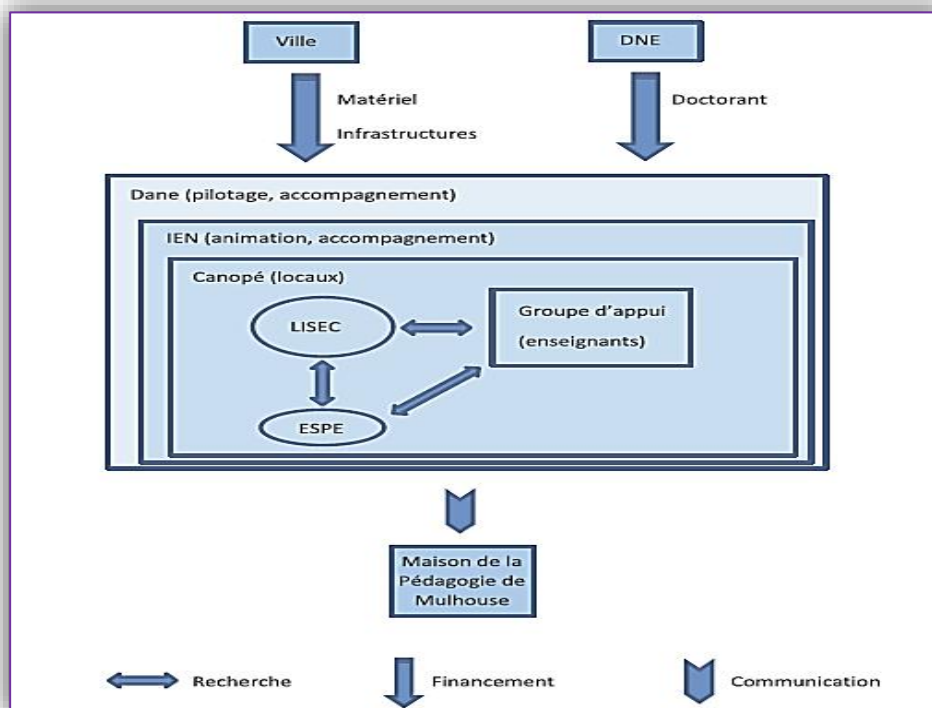 Ville
DNE
Matériel
Infrastructures
Doctorant
Dane (pilotage, accompagnement)
IEN (animation, accompagnement)
Canopé (locaux)
LISEC
Groupe d'appui
(enseignants)
ESPE
Maison de la
Pédagogie de
Mulhouse
Recherche
Financement
Communication